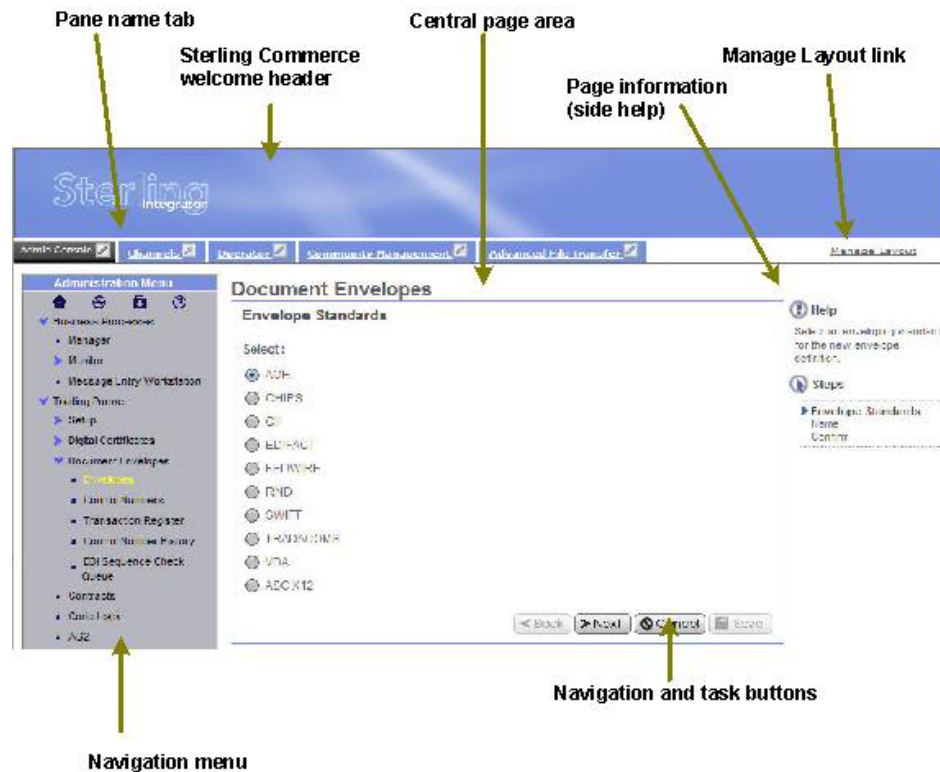 Pane name tab
Central page area
Sterling Commerce
welcome header
Manage Layout link
Page information
(side help)
Sterling
Integrator
Admin Console
Channels
Operator
Community Management
Advanced File Transfer
Manage Layout
Administration Menu
Business Processes
Manager
Monitor
Message Entry Workstation
Trading Partner
Setup
Digital Certificates
Document Envelopes
Envelopes
Control Numbers
Transaction Register
Control Number History
EDI Sequence Check
Queue
Contracts
Code Lists
AS2
Document Envelopes
Envelope Standards
Select:
ACH
CHIPS
CII
EDIFACT
FEDWIRE
RND
SWIFT
TRADACOMS
VDA
ASC X12
Back
Next
Cancel
Save
Help
Select an enveloping standard
for the new envelope
definition.
Steps
Envelope Standards
Name
Confirm
Navigation and task buttons
Navigation menu